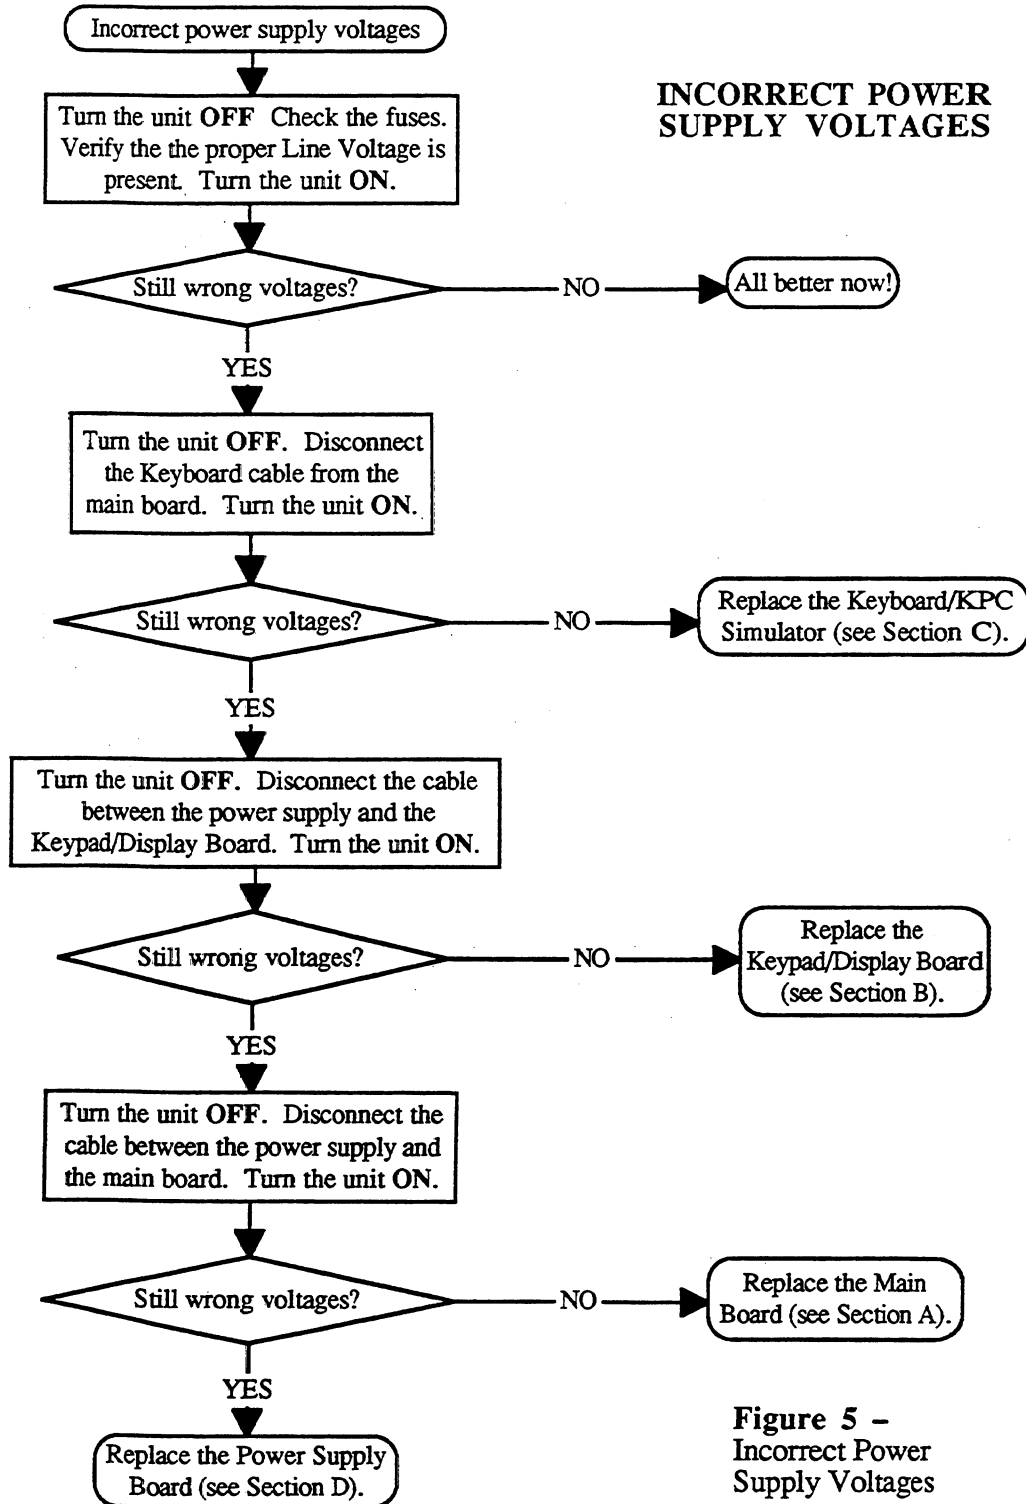 Incorrect power supply voltages
INCORRECT POWER
SUPPLY VOLTAGES
Turn the unit OFF Check the fuses.
Verify the the proper Line Voltage is
present. Turn the unit ON.
Still wrong voltages?
NO
All better now!
YES
Turn the unit OFF. Disconnect
the Keyboard cable from the
main board. Turn the unit ON.
Still wrong voltages?
NO
Replace the Keyboard/KPC
Simulator (see Section C).
YES
Turn the unit OFF. Disconnect the cable
between the power supply and the
Keypad/Display Board. Turn the unit ON.
Still wrong voltages?
NO
Replace the
Keypad/Display Board
(see Section B).
YES
Turn the unit OFF. Disconnect the
cable between the power supply and
the main board. Turn the unit ON.
Still wrong voltages?
NO
Replace the Main
Board (see Section A).
YES
Replace the Power Supply
Board (see Section D).
Figure 5 –
Incorrect Power
Supply Voltages